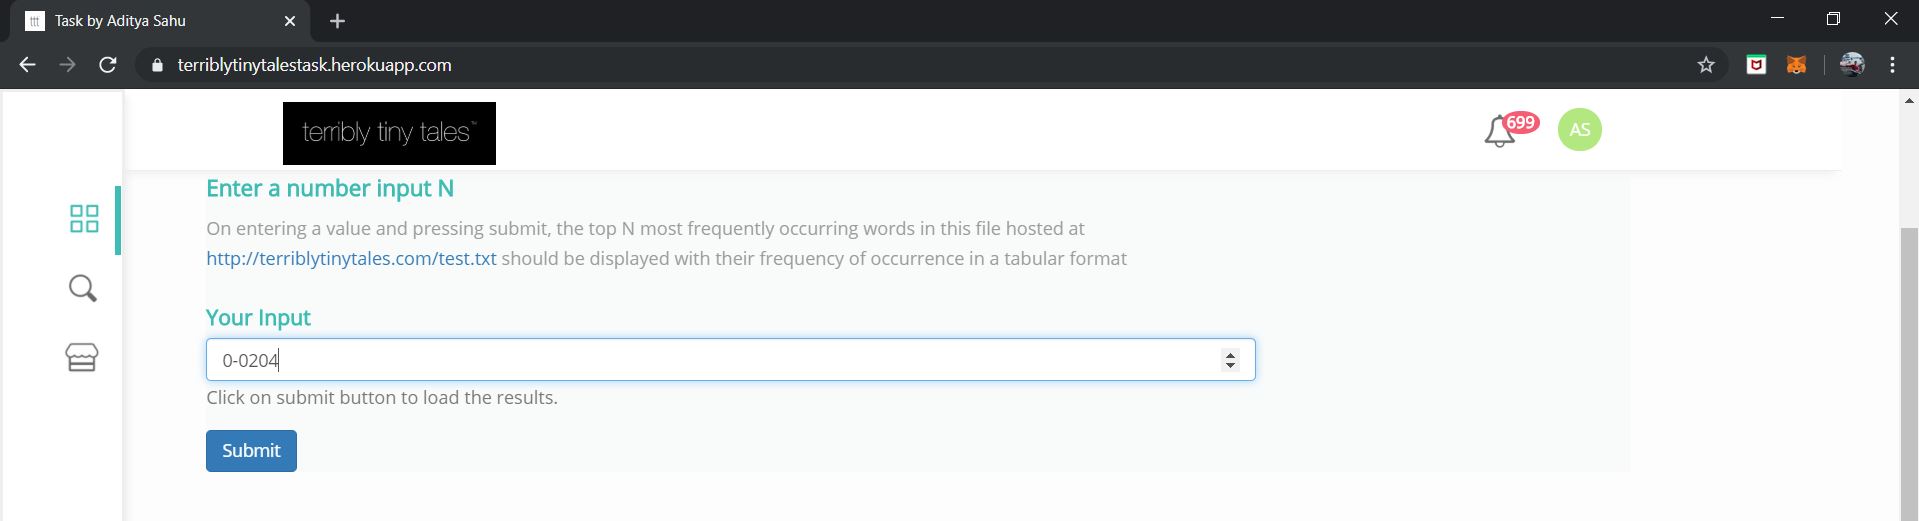 ttt Task by Aditya Sahu
terriblytinytalestask.herokuapp.com
terribly tiny tales™
699
AS
Enter a number input N
On entering a value and pressing submit, the top N most frequently occurring words in this file hosted at
http://terriblytinytales.com/test.txt should be displayed with their frequency of occurrence in a tabular format
Your Input
0-0204
Click on submit button to load the results.
Submit